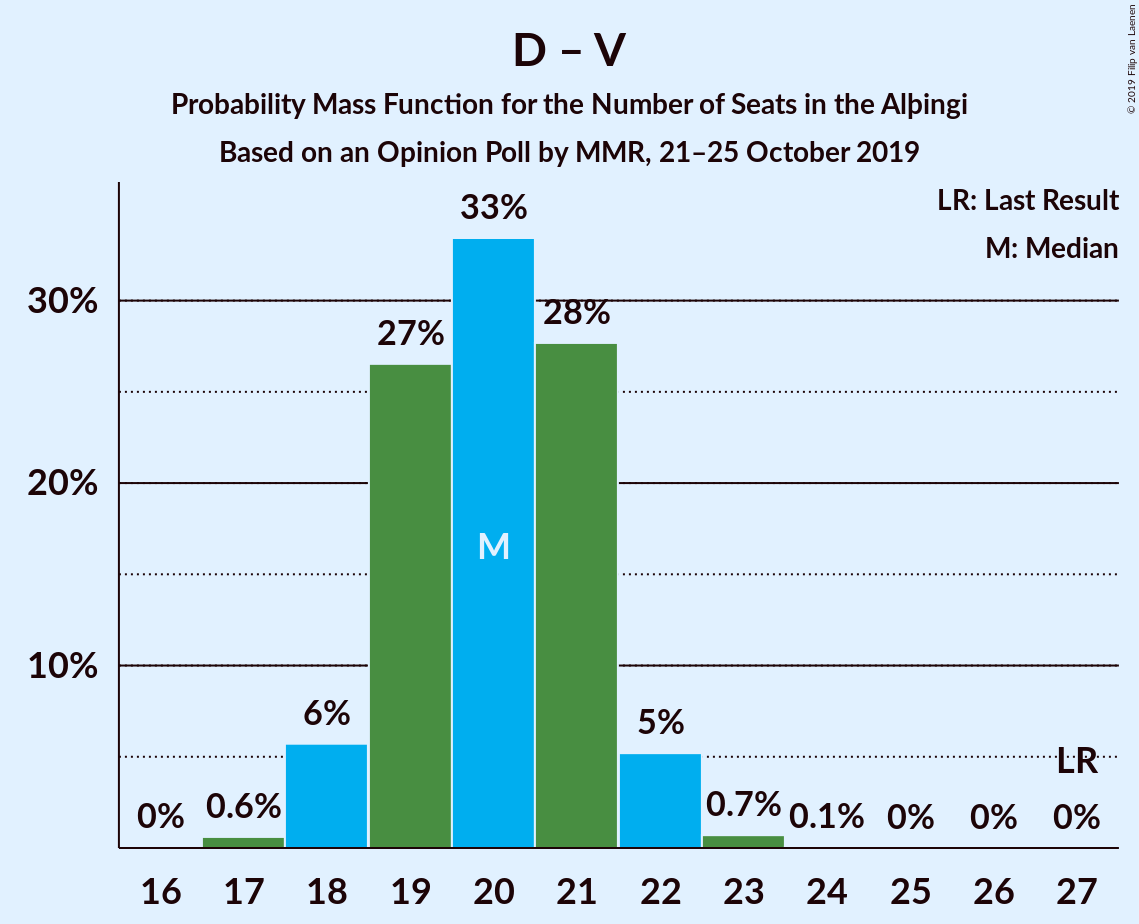 D – V
Probability Mass Function for the Number of Seats in the Alþingi
Based on an Opinion Poll by MMR, 21–25 October 2019
© 2019 Filip van Laenen
LR: Last Result
M: Median
33%
30%
28%
27%
20%
M
10%
6%
5%
LR
0%
0.6%
0.7%
0.1%
0%
0%
0%
16 17 18 19 20 21 22 23 24 25 26 27